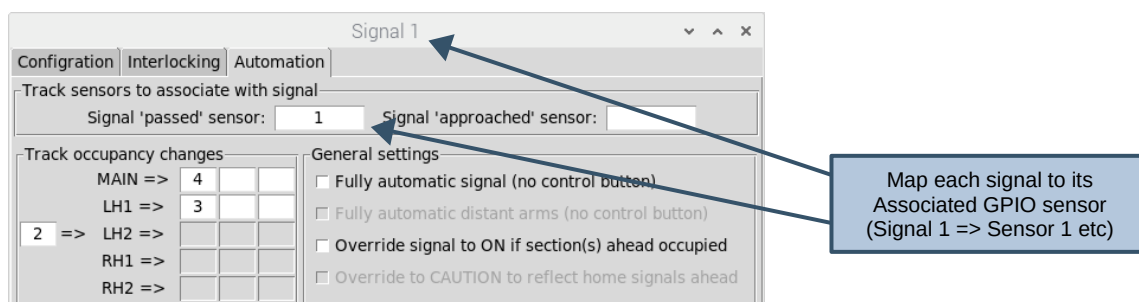 Signal 1
Configration Interlocking Automation
Track sensors to associate with signal
Signal 'passed' sensor: 1 Signal 'approached' sensor:
Track occupancy changes
MAIN => 4
LH1 => 3
2 => LH2 =>
RH1 =>
RH2 =>
General settings
Fully automatic signal (no control button)
Fully automatic distant arms (no control button)
Override signal to ON if section(s) ahead occupied
Override to CAUTION to reflect home signals ahead
Map each signal to its
Associated GPIO sensor
(Signal 1 => Sensor 1 etc)